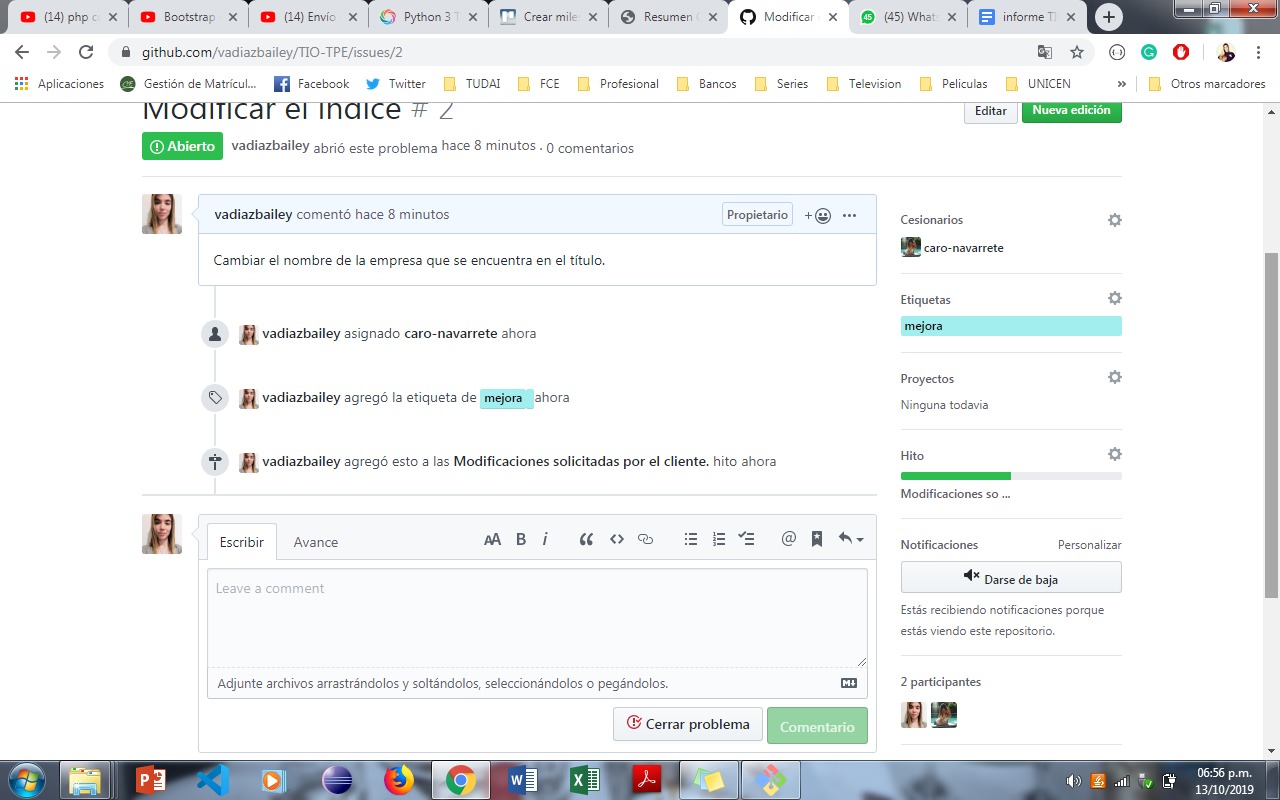 (14) php c
Bootstrap
(14) Envío
Python 3 T
Crear miles
Resumen C
Modificar
(45) Whats
informe TI
github.com/vadiazbailey/TIO-TPE/issues/2
Aplicaciones
Gestión de Matrícul...
Facebook
Twitter
TUDAI
FCE
Profesional
Bancos
Series
Television
Peliculas
UNICEN
»
Otros marcadores
Modificar el índice # 2
Editar
Nueva edición
Abierto
vadiazbailey abrió este problema hace 8 minutos . 0 comentarios
vadiazbailey comentó hace 8 minutos
Propietario
Cambiar el nombre de la empresa que se encuentra en el título.
vadiazbailey asignado caro-navarrete ahora
vadiazbailey agregó la etiqueta de mejora ahora
vadiazbailey agregó esto a las Modificaciones solicitadas por el cliente. hito ahora
Escribir
Avance
AA B i
Leave a comment
Adjunte archivos arrastrándolos y soltándolos, seleccionándolos o pegándolos.
Cerrar problema
Comentario
Cesionarios
caro-navarrete
Etiquetas
mejora
Proyectos
Ninguna todavia
Hito
Modificaciones so ...
Notificaciones
Personalizar
Darse de baja
Estás recibiendo notificaciones porque
estás viendo este repositorio.
2 participantes
06:56 p.m.
13/10/2019